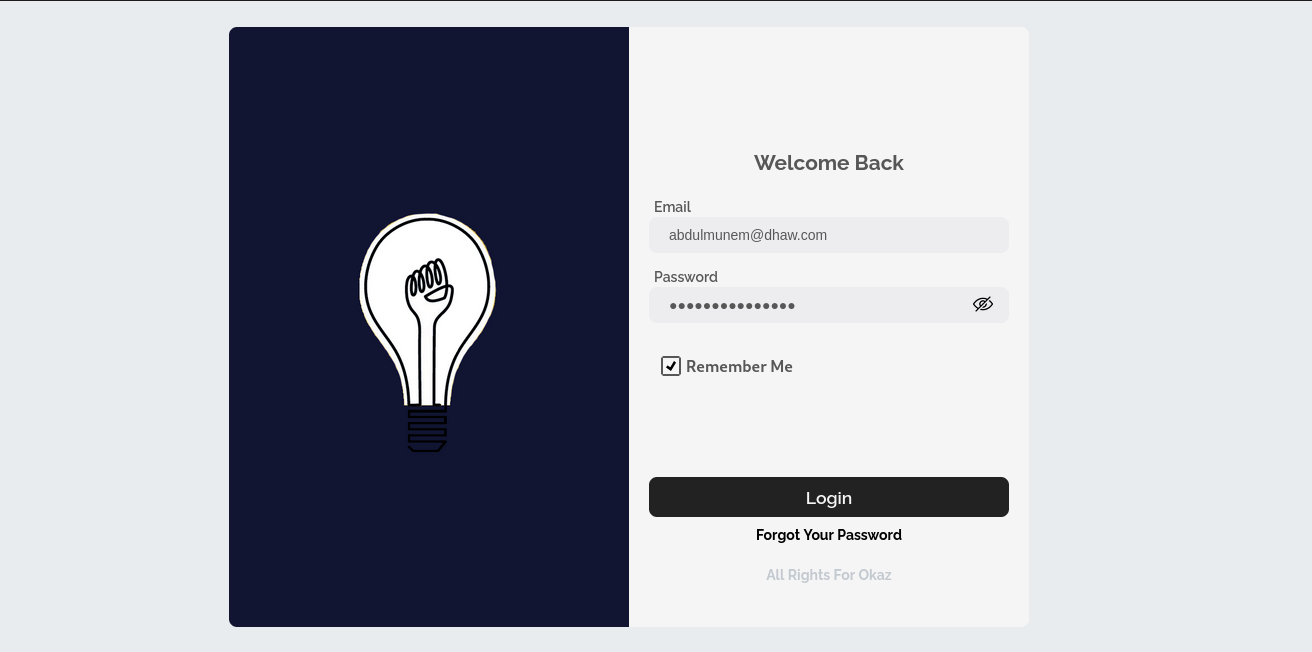 Welcome Back
Email
abdulmunem@dhaw.com
Password
●●●●●●●●●●●●●●●
Remember Me
Login
Forgot Your Password
All Rights For Okaz